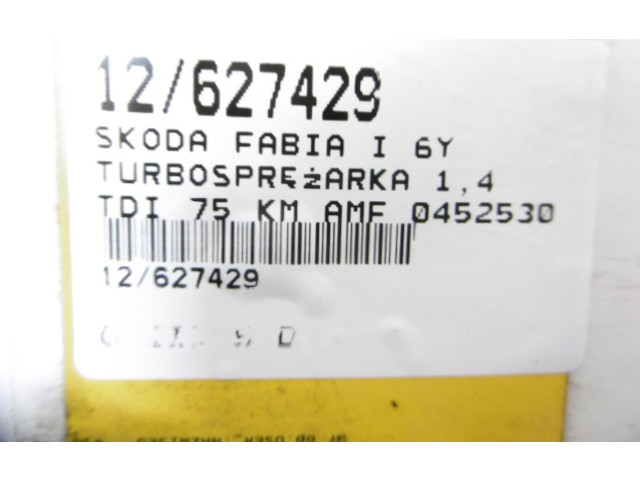 12/627429
SKODA FABIA I 6Y
TURBOSPRĘŻARKA 1,4
TDI 75 KM AMF 0452530
12/627429